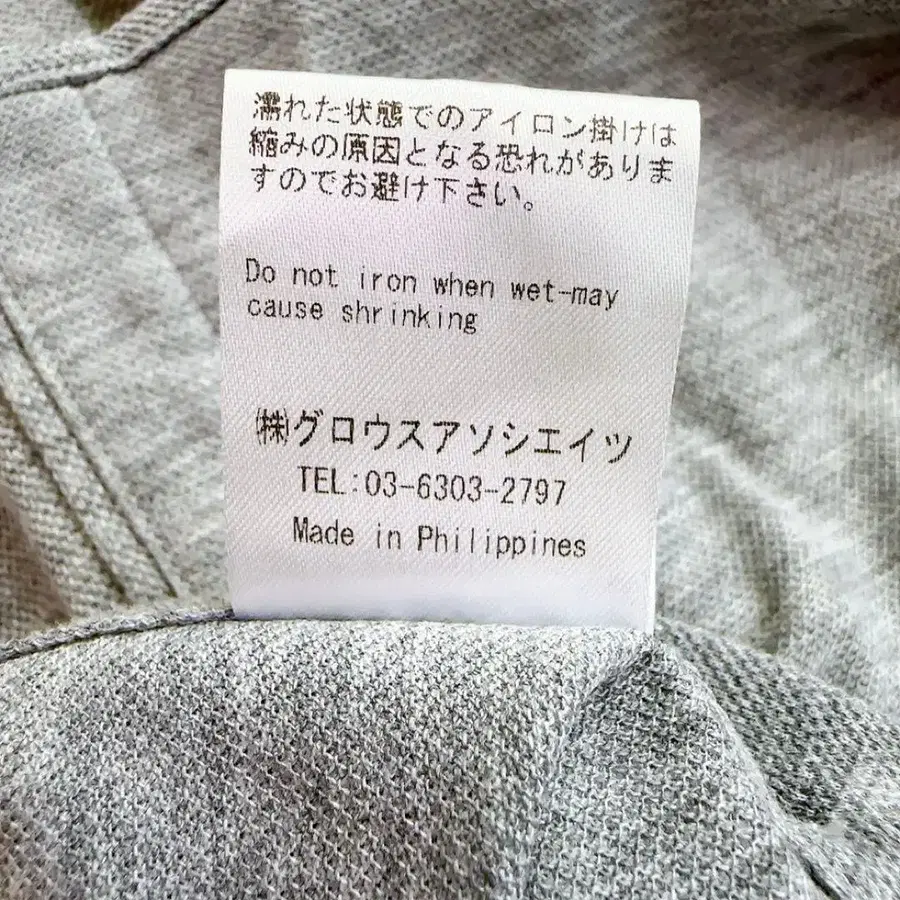 濡れた状態でのアイロン掛けは
縮みの原因となる恐れがありま
すのでお避け下さい。
Do not iron when wet-may
cause shrinking
㈱グロウスアソシエイツ
TEL:03-6303-2797
Made in Philippines